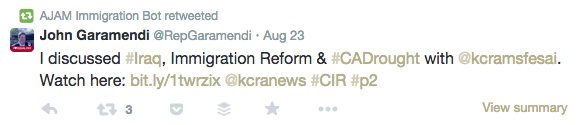 AJAM Immigration Bot retweeted
John Garamendi @RepGaramendi · Aug 23
I discussed #Iraq, Immigration Reform & #CADrought with @kcramsfesai.
Watch here: bit.ly/1twrzix @kcranews #CIR #p2
3
View summary